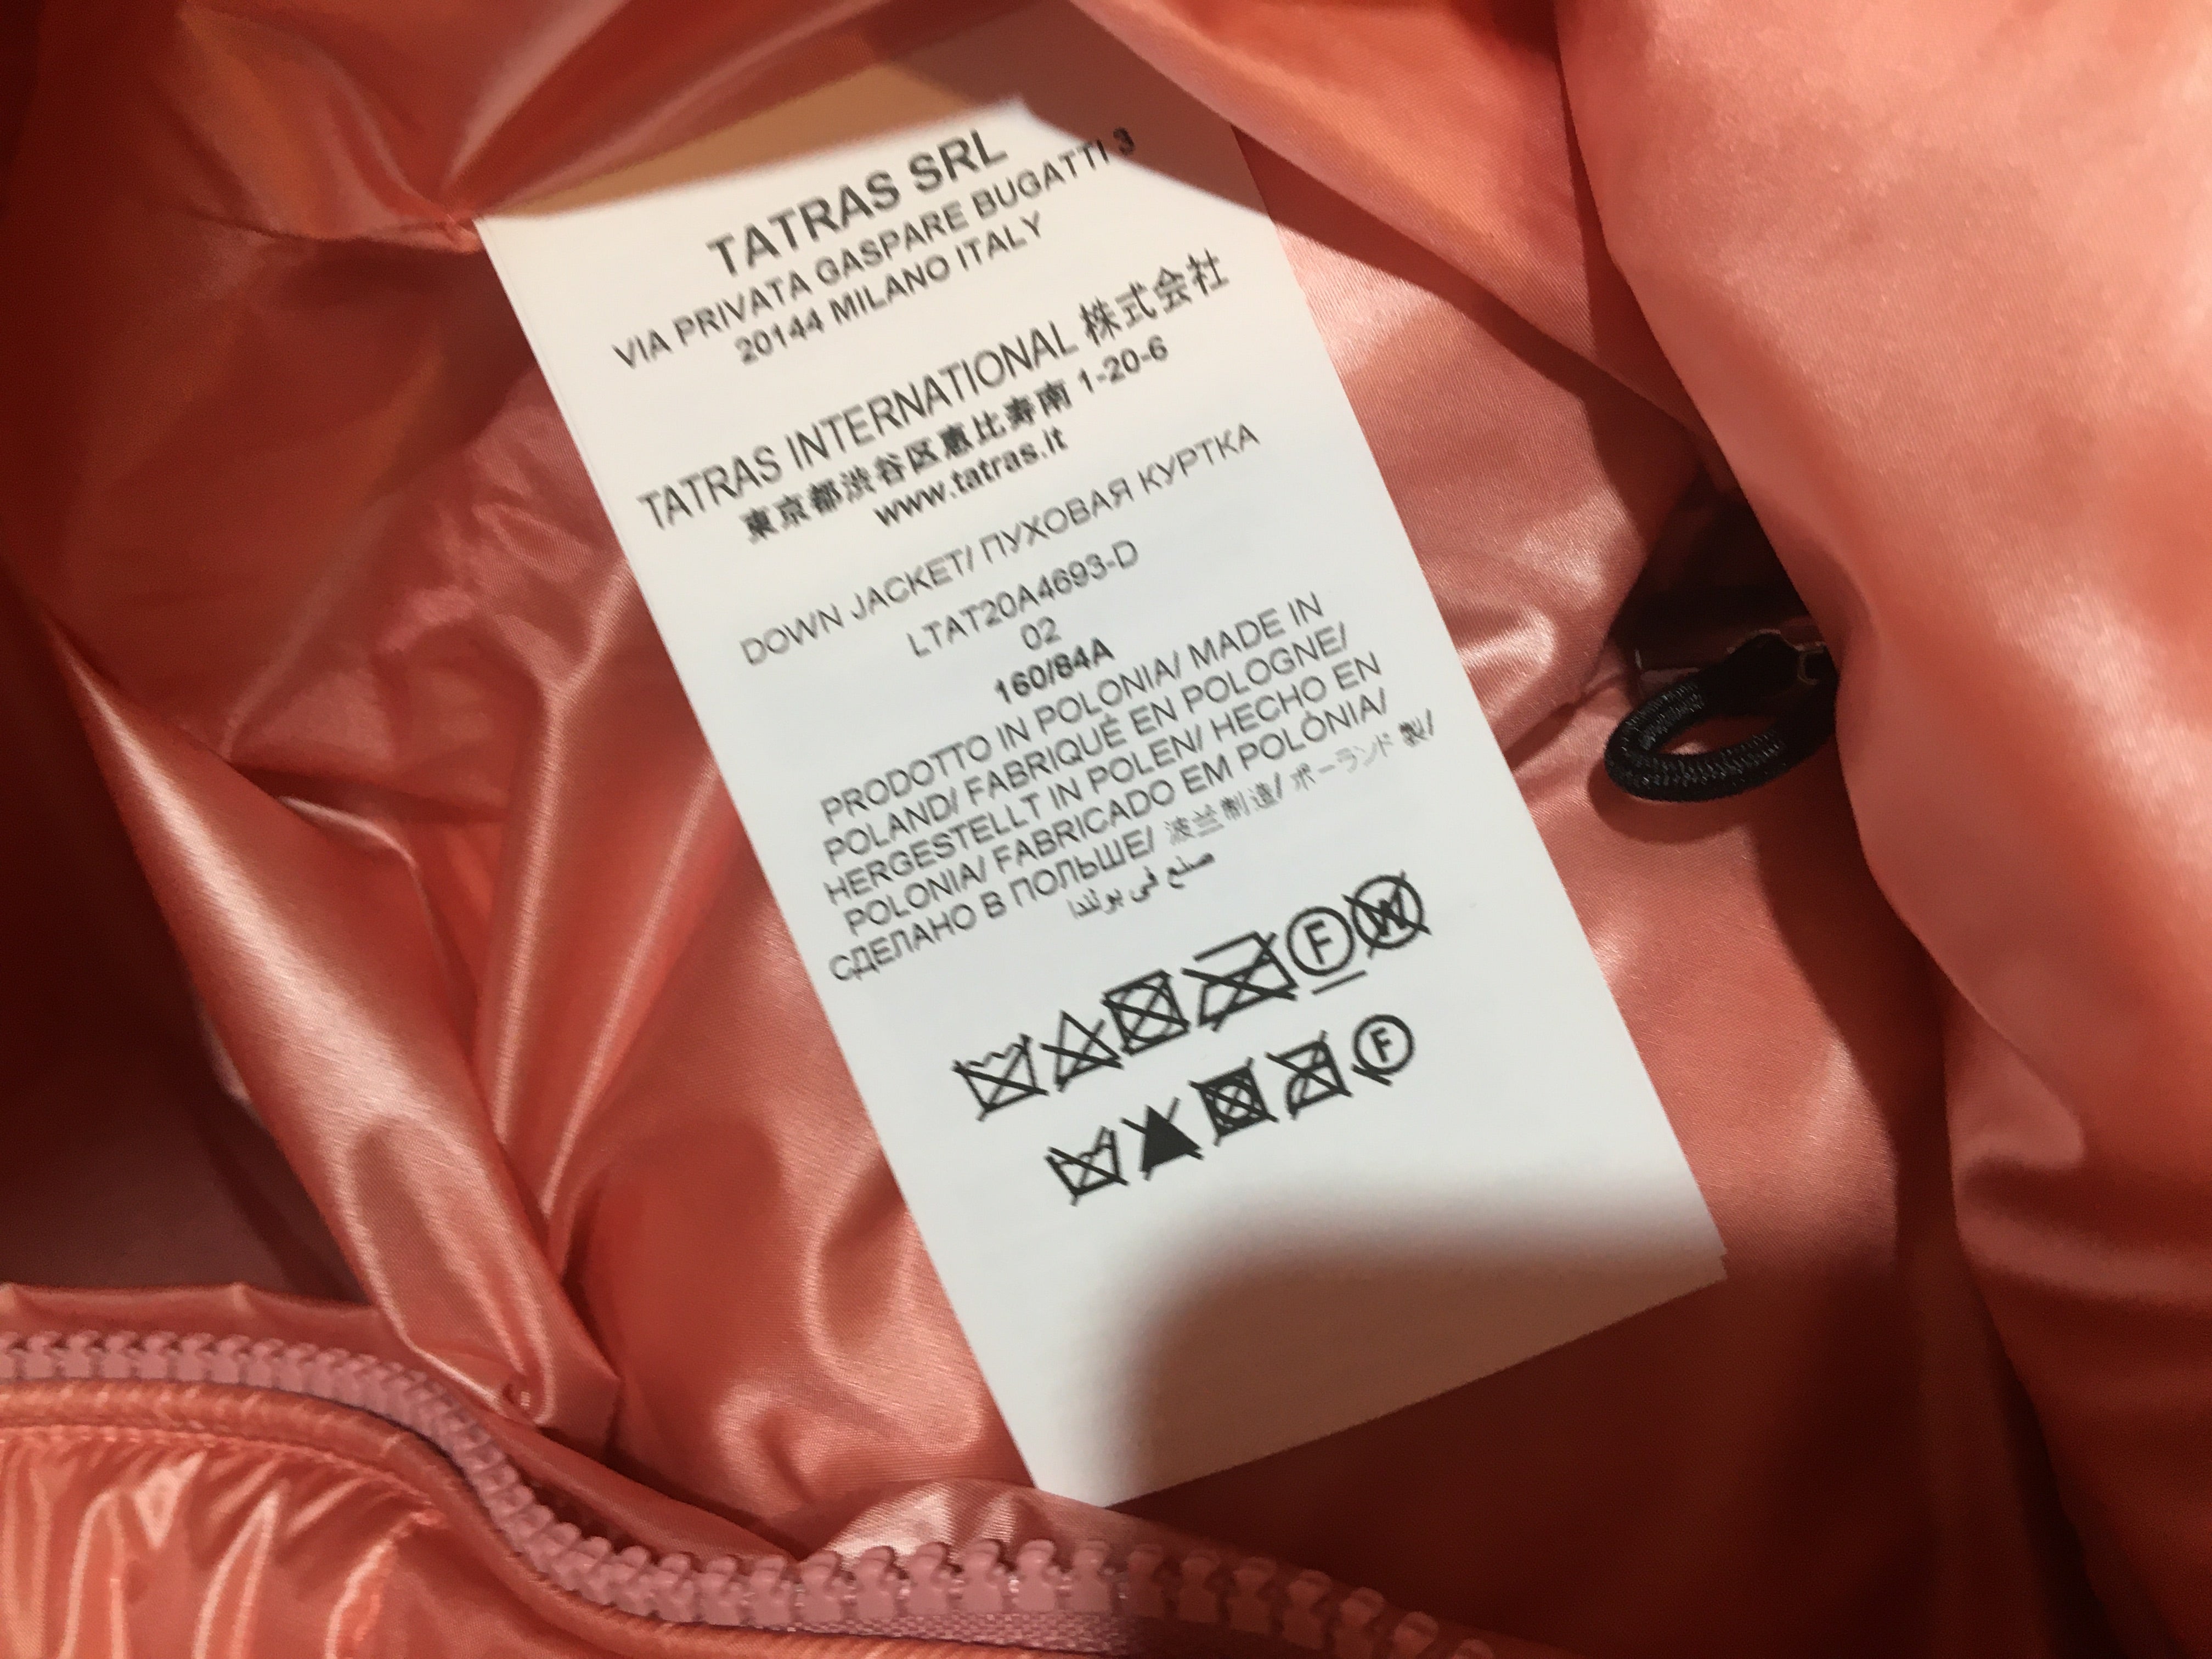 TATRAS SRL
VIA PRIVATA GASPARE BUGATTI 3
20144 MILANO ITALY
TATRAS INTERNATIONAL 株式会社
東京都渋谷区恵比寿南 1-20-6
www.tatras.it
DOWN JACKET/ ПУХОВАЯ КУРТКА
LTAT20A4693-D
02
160/84A
PRODOTTO IN POLONIA/ MADE IN
POLAND/ FABRIQUÉ EN POLOGNE/
HERGESTELLT IN POLEN/ HECHO EN
POLONIA/ FABRICADO EM POLÒNIA/
СДЕЛАНО В ПОЛЬШЕ/ 波兰制造/ ポーランド 製/
صنع في بولندا
F W
F